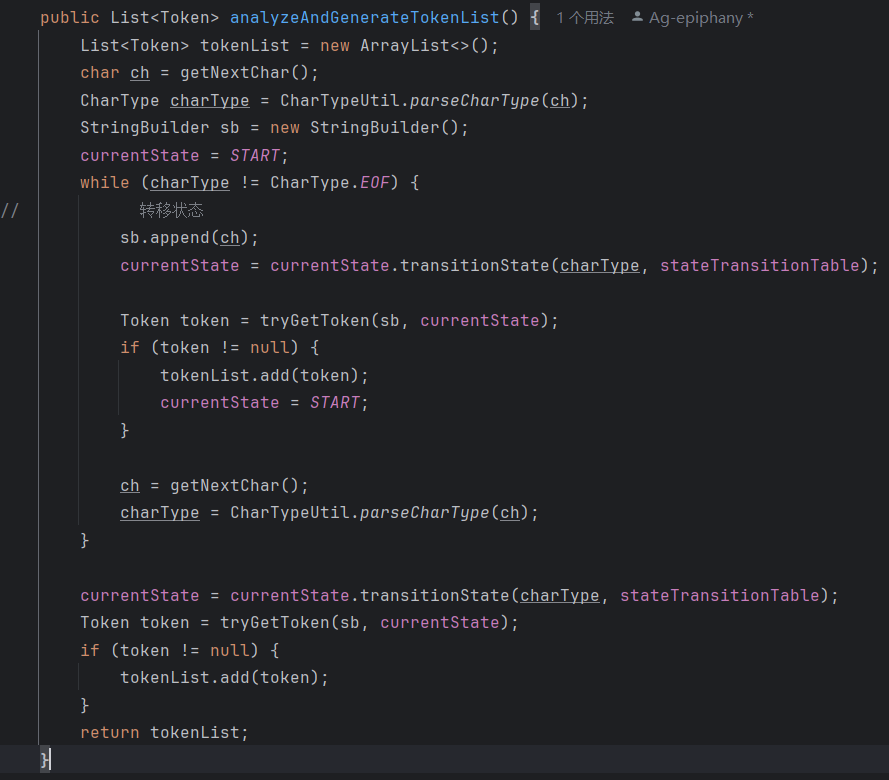 public List<Token> analyzeAndGenerateTokenList() { 1个用法 Ag-epiphany *
    List<Token> tokenList = new ArrayList<>();
    char ch = getNextChar();
    CharType charType = CharTypeUtil.parseCharType(ch);
    StringBuilder sb = new StringBuilder();
    currentState = START;
    while (charType != CharType.EOF) {
//            转移状态
        sb.append(ch);
        currentState = currentState.transitionState(charType, stateTransitionTable);
        Token token = tryGetToken(sb, currentState);
        if (token != null) {
            tokenList.add(token);
            currentState = START;
        }
        ch = getNextChar();
        charType = CharTypeUtil.parseCharType(ch);
    }
    currentState = currentState.transitionState(charType, stateTransitionTable);
    Token token = tryGetToken(sb, currentState);
    if (token != null) {
        tokenList.add(token);
    }
    return tokenList;
}